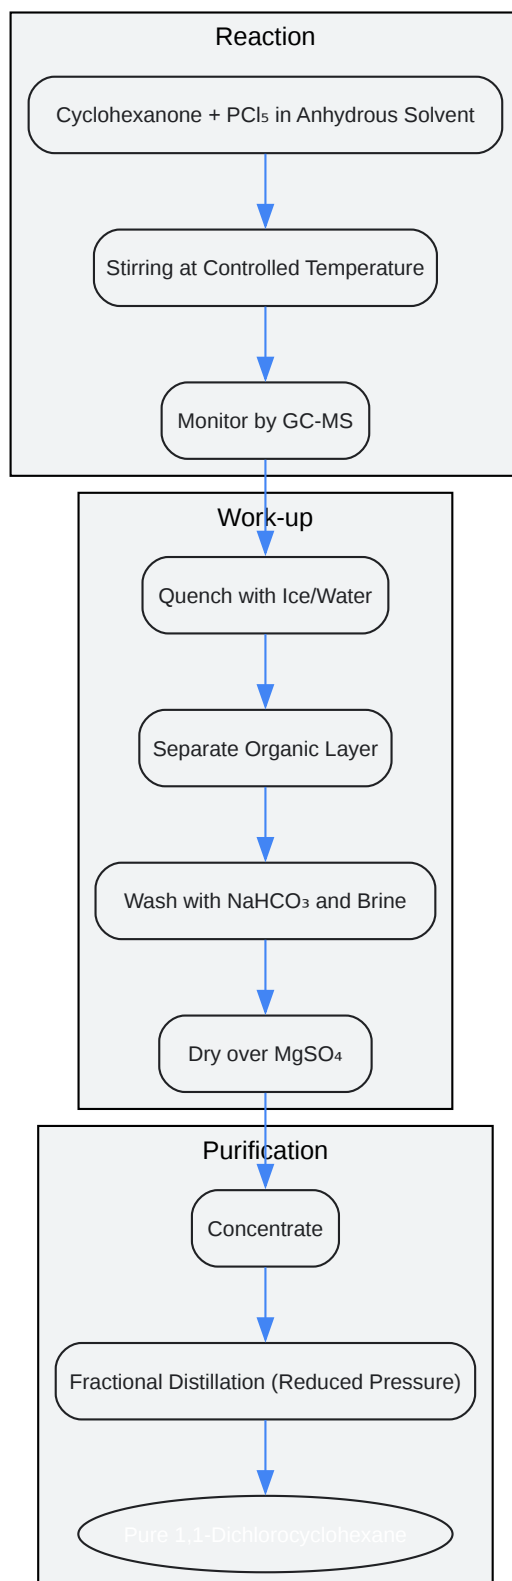 Reaction
Cyclohexanone + PCl₅ in Anhydrous Solvent
Stirring at Controlled Temperature
Monitor by GC-MS
Work-up
Quench with Ice/Water
Separate Organic Layer
Wash with NaHCO₃ and Brine
Dry over MgSO₄
Purification
Concentrate
Fractional Distillation (Reduced Pressure)
Pure 1,1-Dichlorocyclohexane